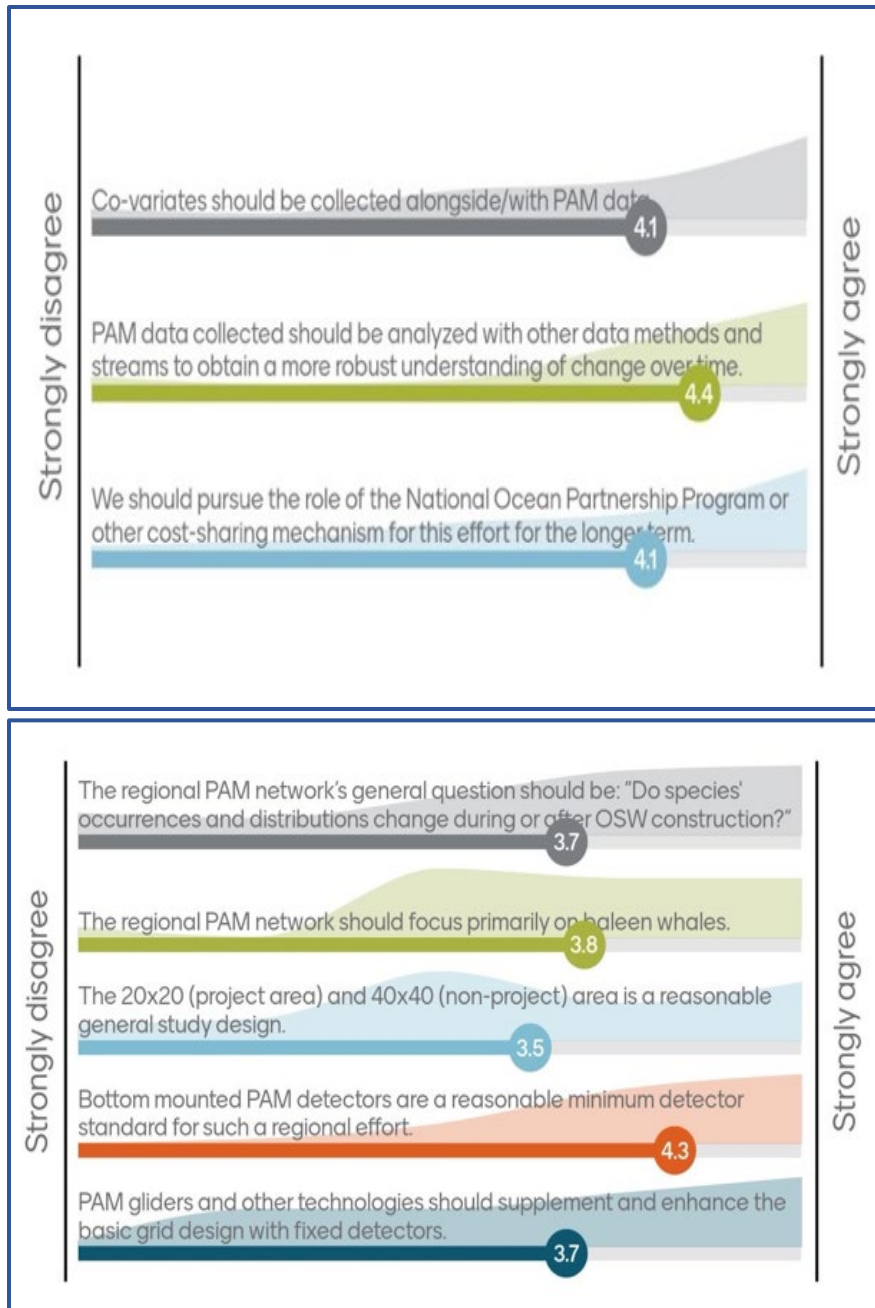 Strongly disagree
Co-variates should be collected alongside/with PAM data.
4.1
PAM data collected should be analyzed with other data methods and
streams to obtain a more robust understanding of change over time.
4.4
We should pursue the role of the National Ocean Partnership Program or
other cost-sharing mechanism for this effort for the longer term.
4.1
Strongly agree
Strongly disagree
The regional PAM network's general question should be: "Do species'
occurrences and distributions change during or after OSW construction?"
3.7
The regional PAM network should focus primarily on baleen whales.
3.8
The 20x20 (project area) and 40x40 (non-project) area is a reasonable
general study design.
3.5
Bottom mounted PAM detectors are a reasonable minimum detector
standard for such a regional effort.
4.3
PAM gliders and other technologies should supplement and enhance the
basic grid design with fixed detectors.
3.7
Strongly agree